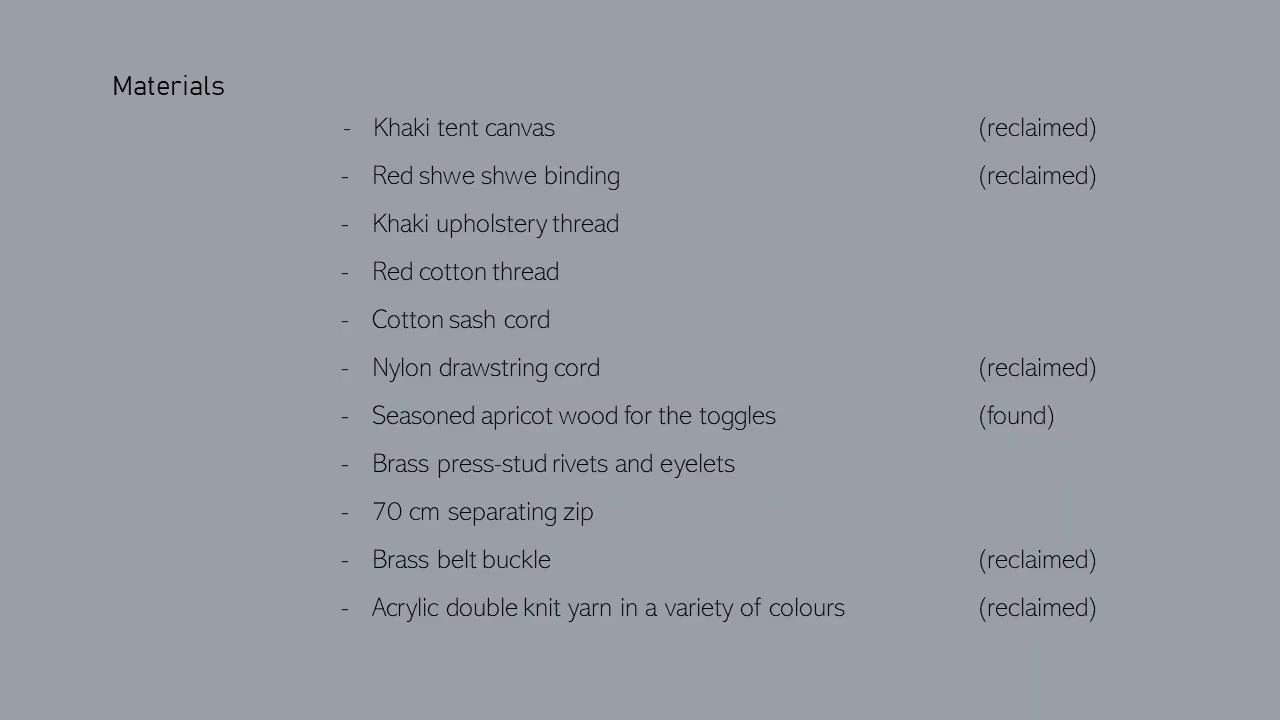 Materials
- Khaki tent canvas (reclaimed)
- Red shwe shwe binding (reclaimed)
- Khaki upholstery thread
- Red cotton thread
- Cotton sash cord
- Nylon drawstring cord (reclaimed)
- Seasoned apricot wood for the toggles (found)
- Brass press-stud rivets and eyelets
- 70 cm separating zip
- Brass belt buckle (reclaimed)
- Acrylic double knit yarn in a variety of colours (reclaimed)